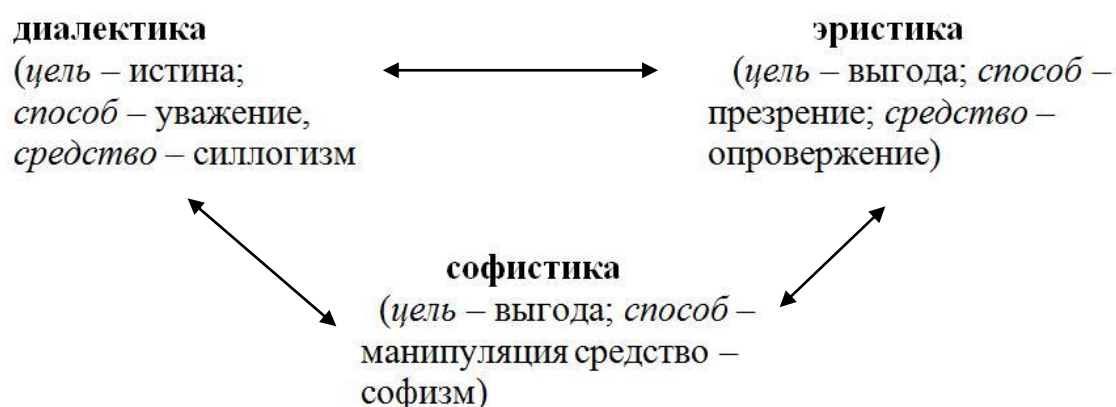 диалектика
(цель – истина;
способ – уважение,
средство – силлогизм
эристика
(цель – выгода; способ –
презрение; средство –
опровержение)
софистика
(цель – выгода; способ –
манипуляция средство –
софизм)